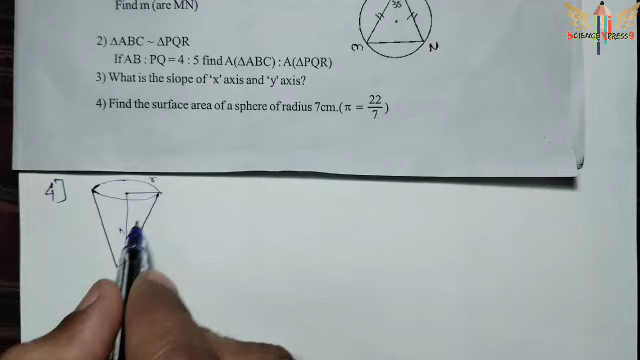 Find m (arc MN)
35
M
N
2) ΔABC ~ ΔPQR
If AB : PQ = 4 : 5 find A(ΔABC) : A(ΔPQR)
3) What is the slope of 'x' axis and 'y' axis?
4) Find the surface area of a sphere of radius 7cm.(π = 22/7)
4]
r
h
SCIENCE XPRESS 9